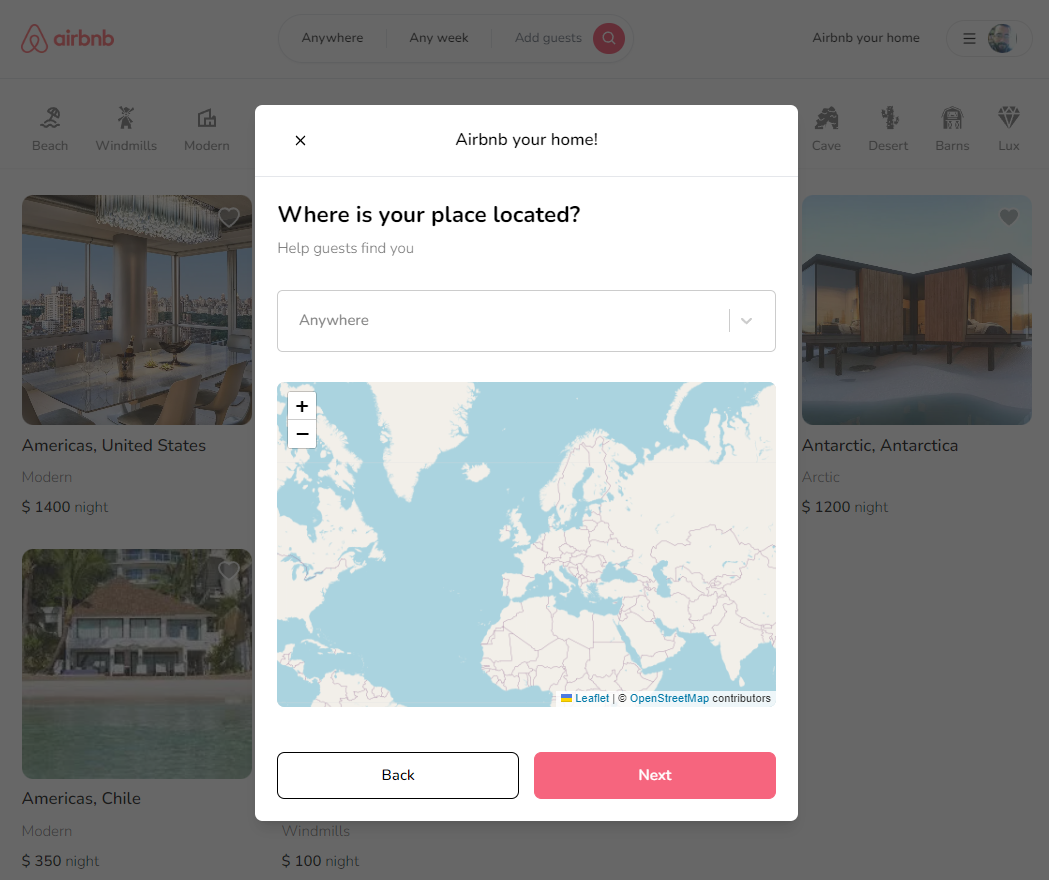 airbnb
Anywhere
Any week
Add guests
Airbnb your home
Beach
Windmills
Modern
Cave
Desert
Barns
Lux
Airbnb your home!
Where is your place located?
Help guests find you
Anywhere
+
−
Leaflet | © OpenStreetMap contributors
Back
Next
Americas, United States
Modern
$ 1400 night
Antarctic, Antarctica
Arctic
$ 1200 night
Americas, Chile
Modern
$ 350 night
Windmills
$ 100 night